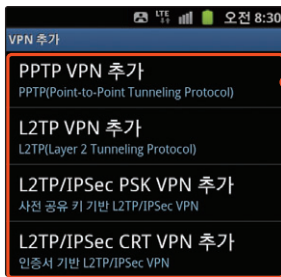 LTE 오전 8:30
VPN 추가
PPTP VPN 추가
PPTP(Point-to-Point Tunneling Protocol)
L2TP VPN 추가
L2TP(Layer 2 Tunneling Protocol)
L2TP/IPSec PSK VPN 추가
사전 공유 키 기반 L2TP/IPSec VPN
L2TP/IPSec CRT VPN 추가
인증서 기반 L2TP/IPSec VPN